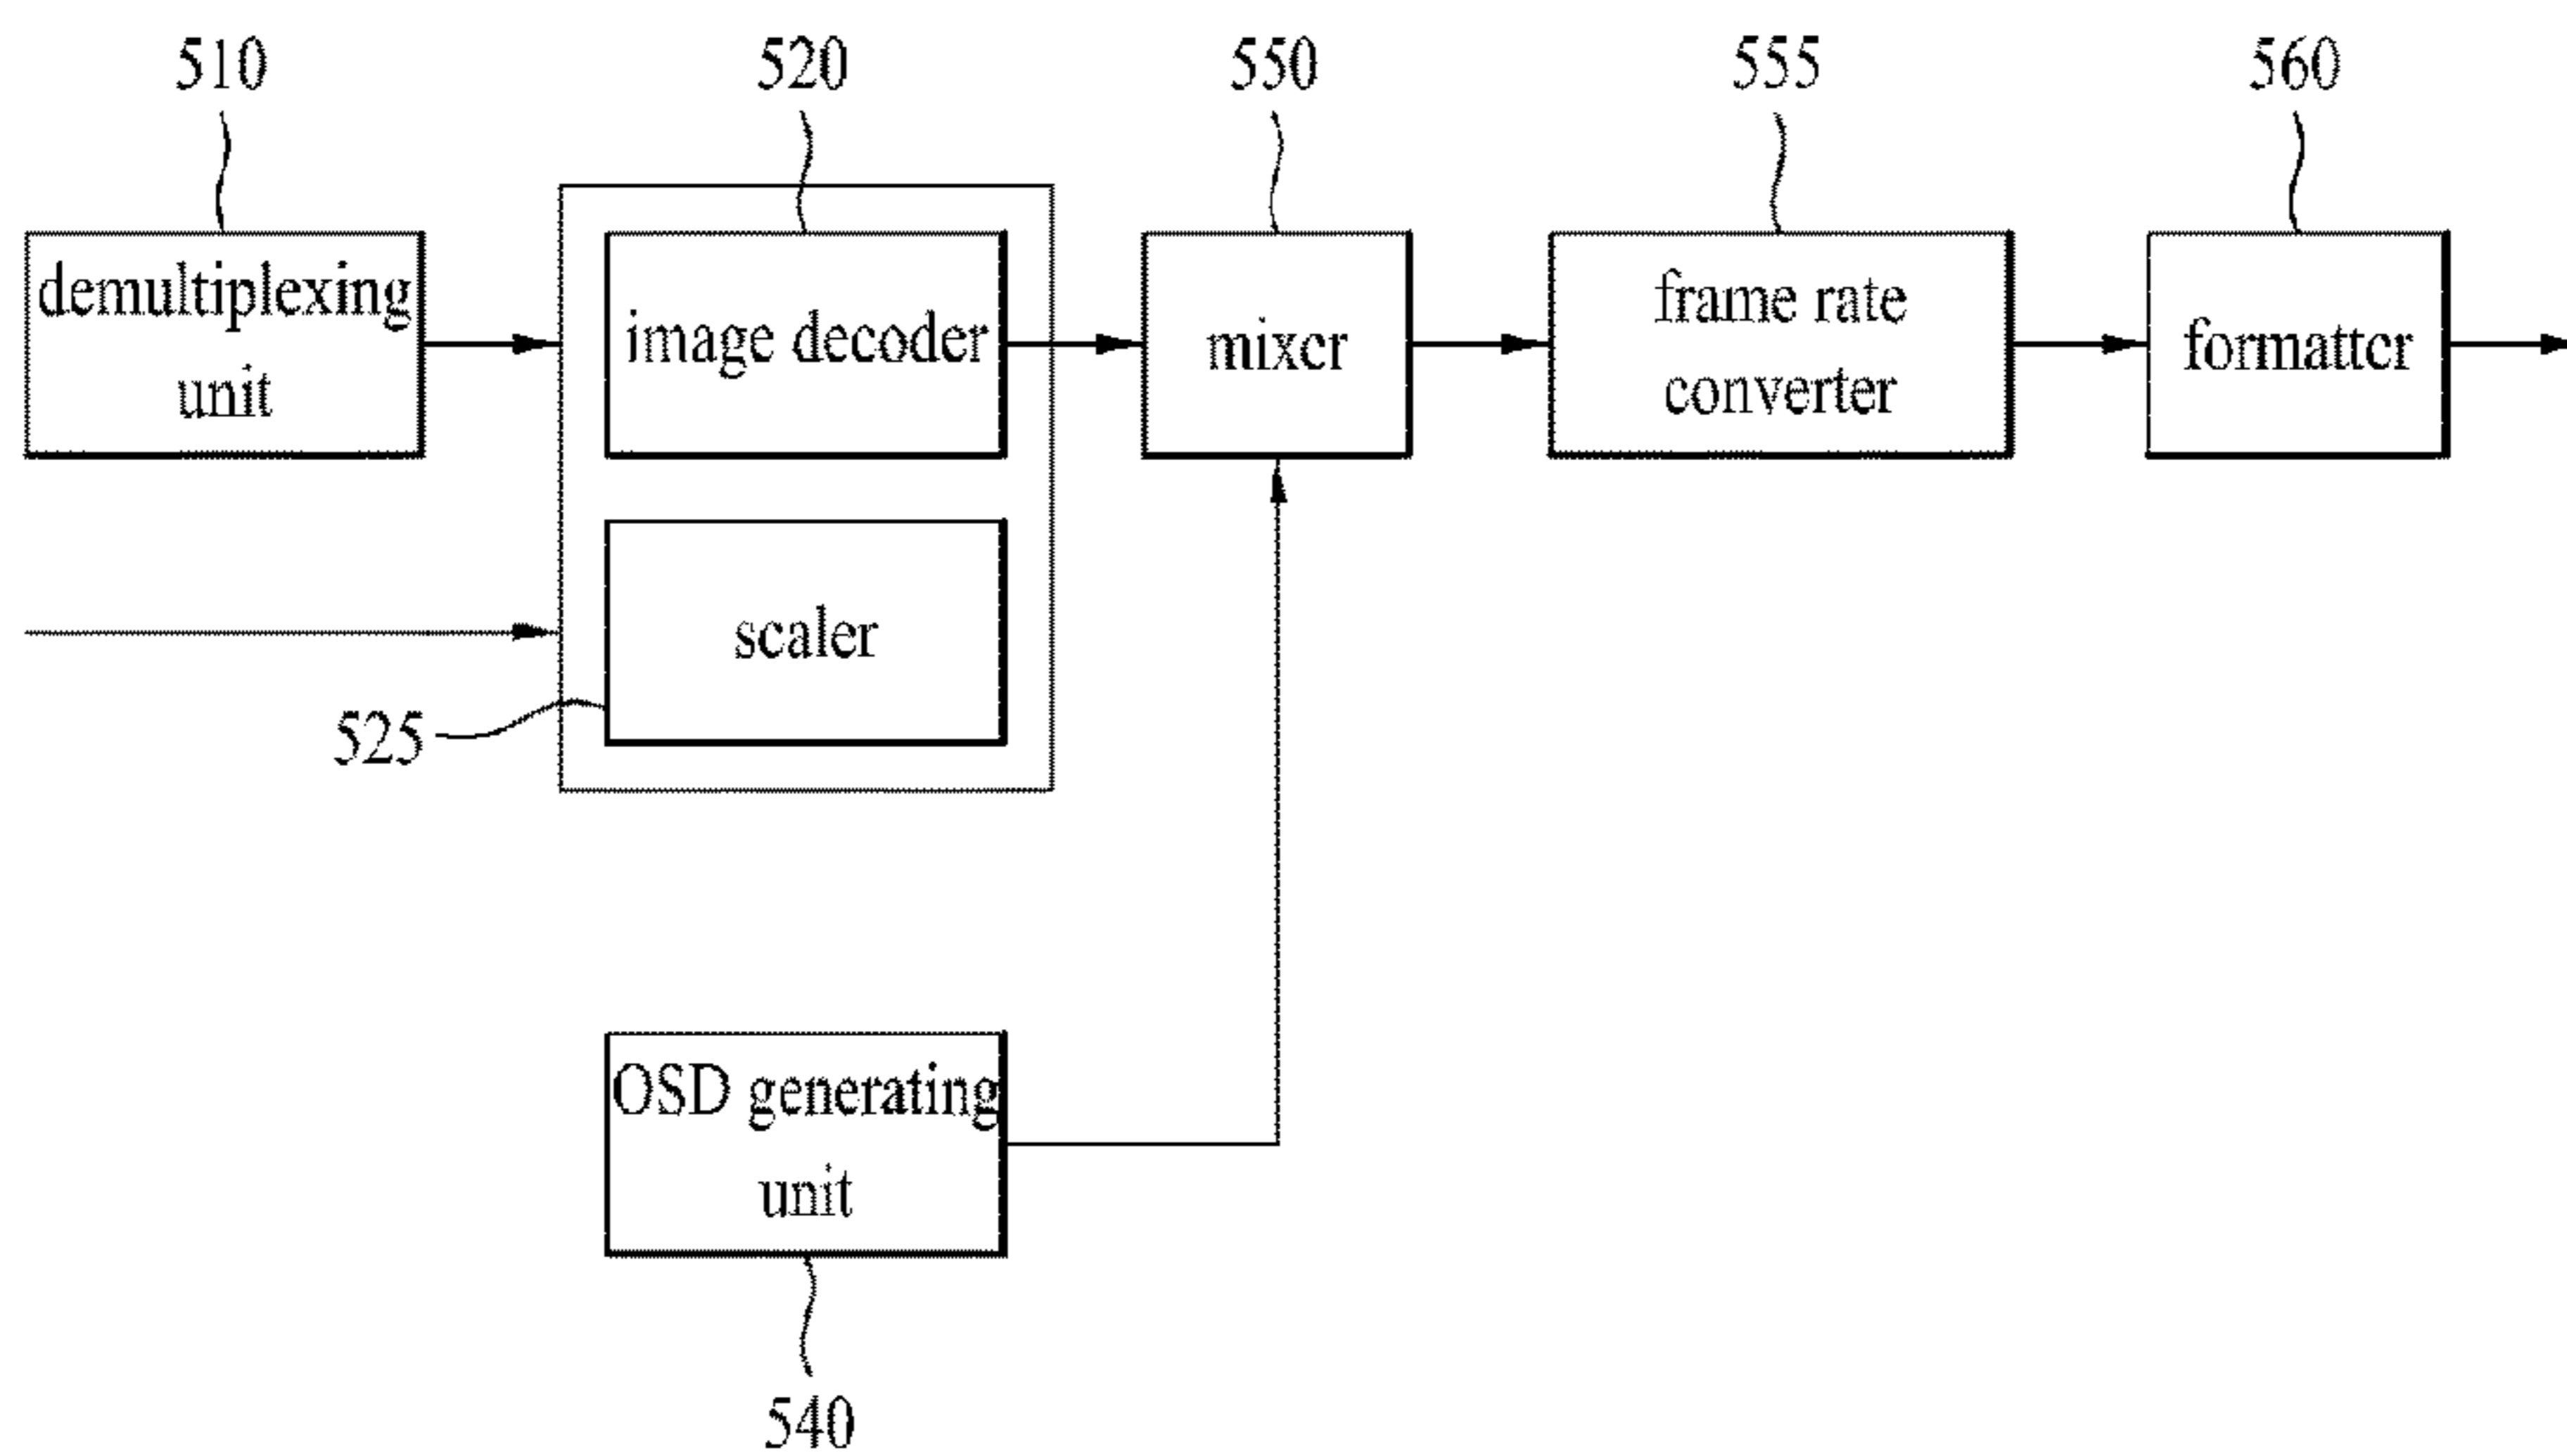 510
520
550
555
560
demultiplexing
unit
image decoder
mixer
frame rate
converter
formatter
scaler
525
OSD generating
unit
540